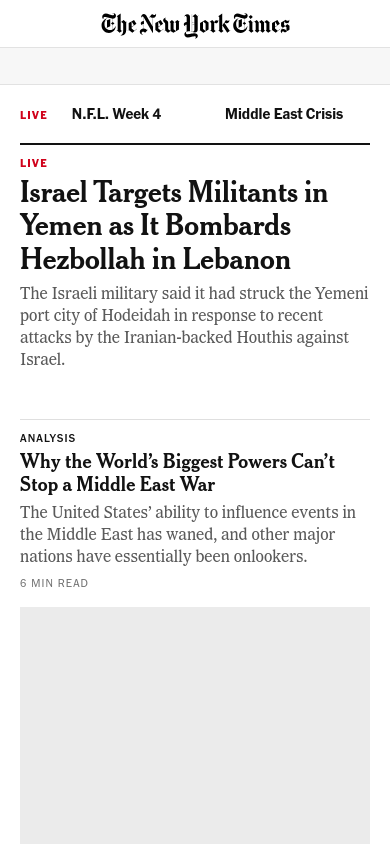 The New York Times
LIVE N.F.L. Week 4 Middle East Crisis
LIVE
Israel Targets Militants in
Yemen as It Bombards
Hezbollah in Lebanon
The Israeli military said it had struck the Yemeni
port city of Hodeidah in response to recent
attacks by the Iranian-backed Houthis against
Israel.
ANALYSIS
Why the World’s Biggest Powers Can’t
Stop a Middle East War
The United States’ ability to influence events in
the Middle East has waned, and other major
nations have essentially been onlookers.
6 MIN READ